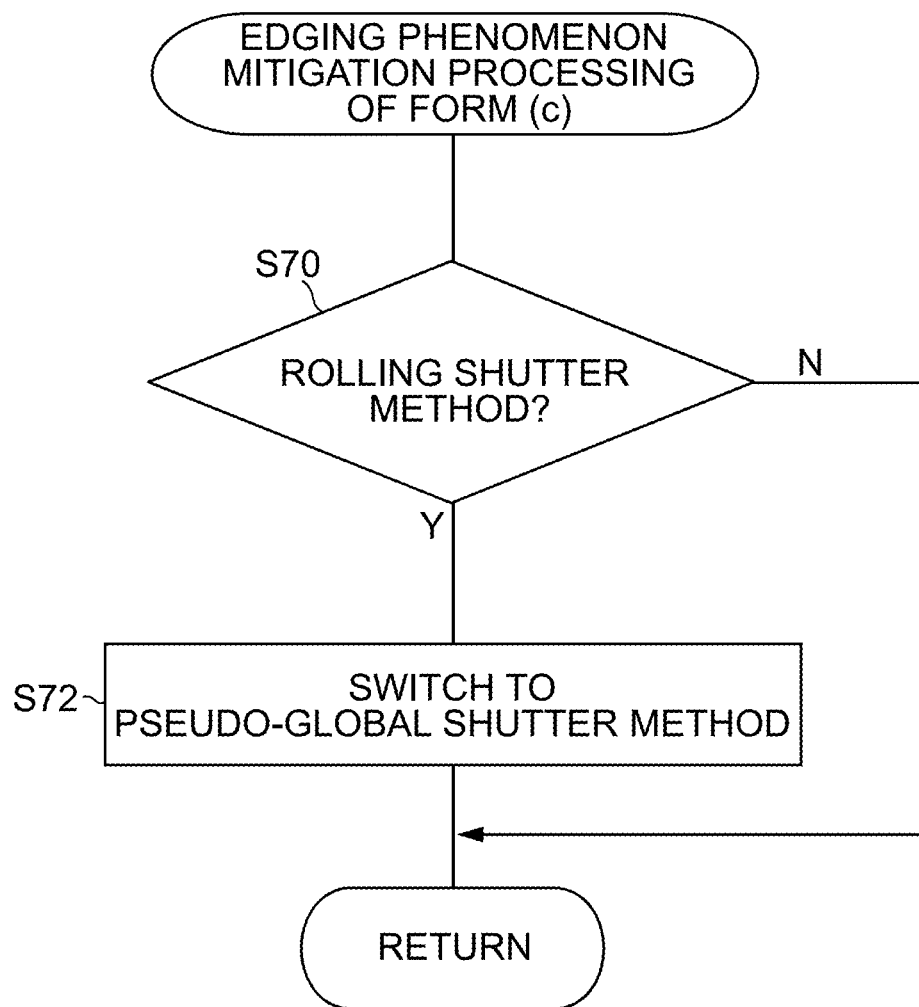 EDGING PHENOMENON
MITIGATION PROCESSING
OF FORM (c)
S70
ROLLING SHUTTER
METHOD?
N
Y
S72
SWITCH TO
PSEUDO-GLOBAL SHUTTER METHOD
RETURN